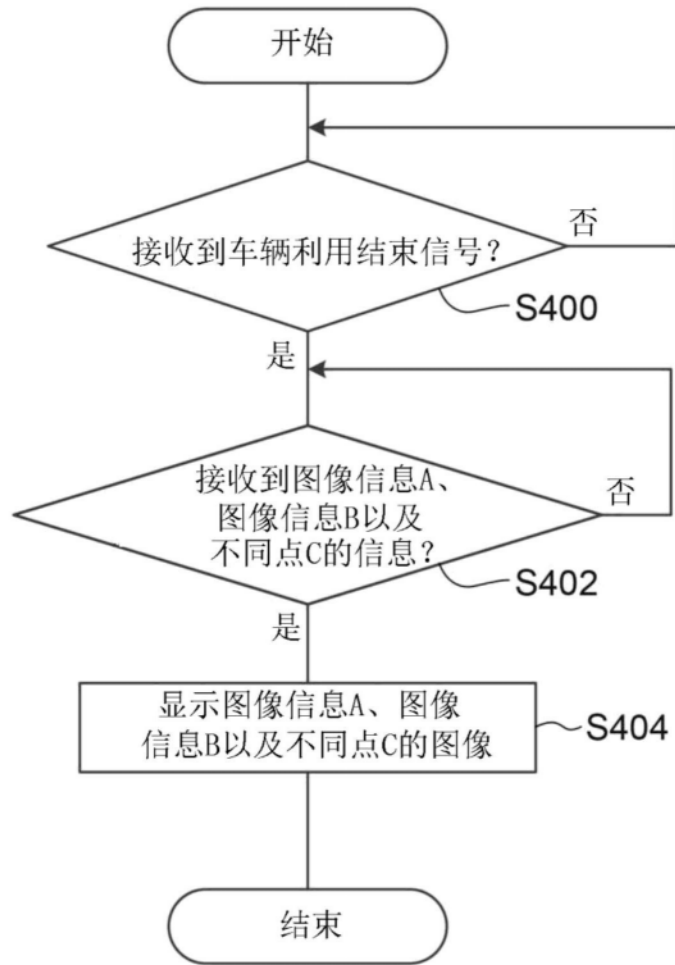 开始
接收到车辆利用结束信号？
否
S400
是
接收到图像信息A、
图像信息B以及
不同点C的信息？
否
S402
是
显示图像信息A、图像
信息B以及不同点C的图像
S404
结束